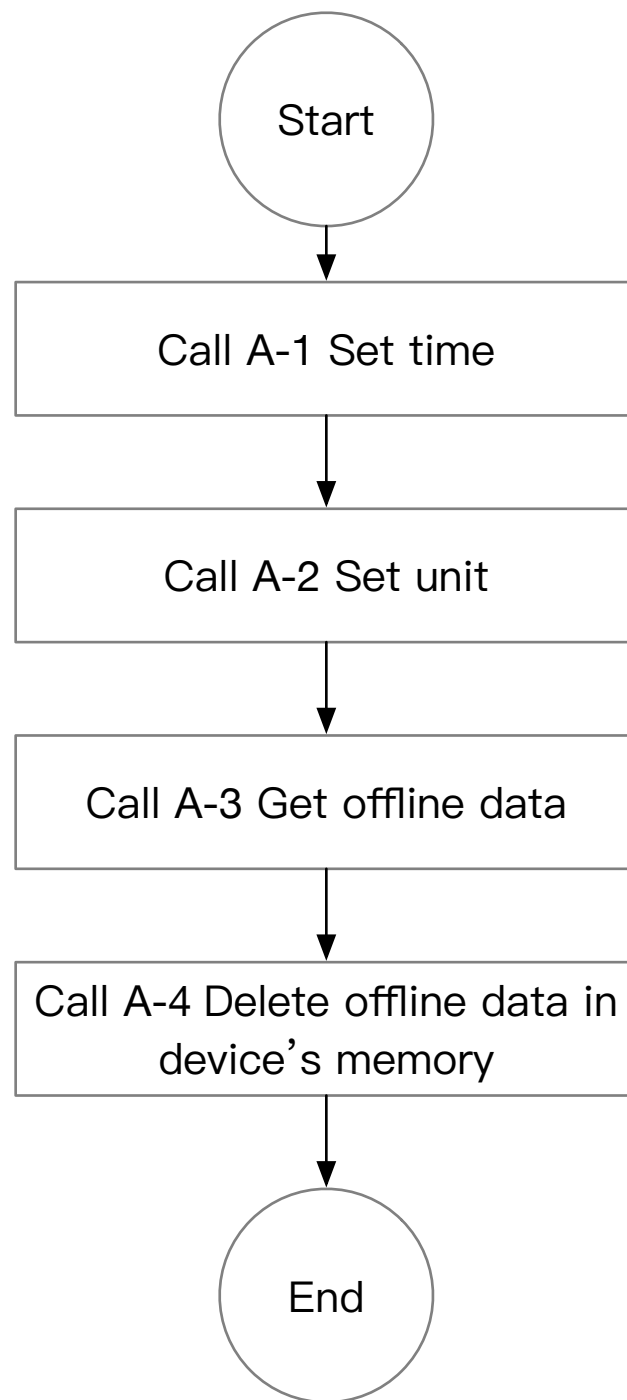 Start
Call A-1 Set time
Call A-2 Set unit
Call A-3 Get offline data
Call A-4 Delete offline data in
device’s memory
End